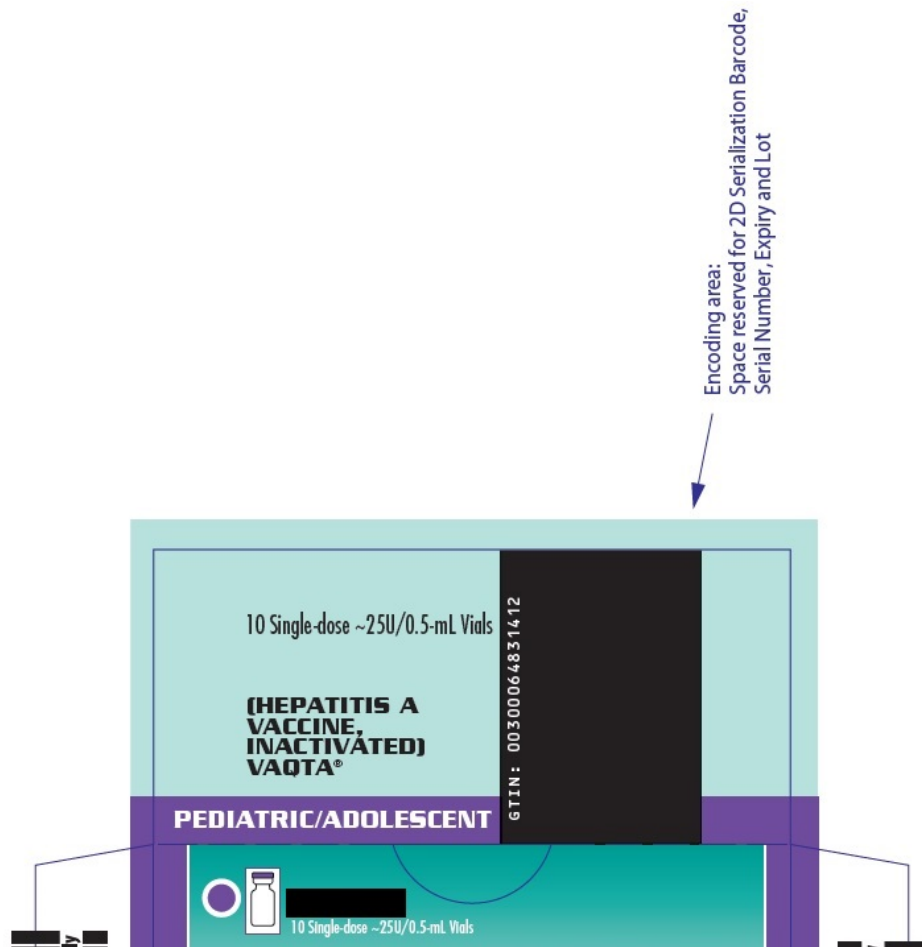 Encoding area:
Space reserved for 2D Serialization Barcode,
Serial Number, Expiry and Lot
10 Single-dose ~25U/0.5-mL Vials
(HEPATITIS A
VACCINE,
INACTIVATED)
VAQTA®
GTIN: 00300064831412
PEDIATRIC/ADOLESCENT
10 Single-dose ~25U/0.5-mL Vials